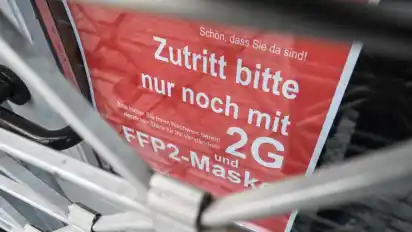 Schön, dass Sie da sind!
Zutritt bitte
nur noch mit
2G
und
FFP2-Maske